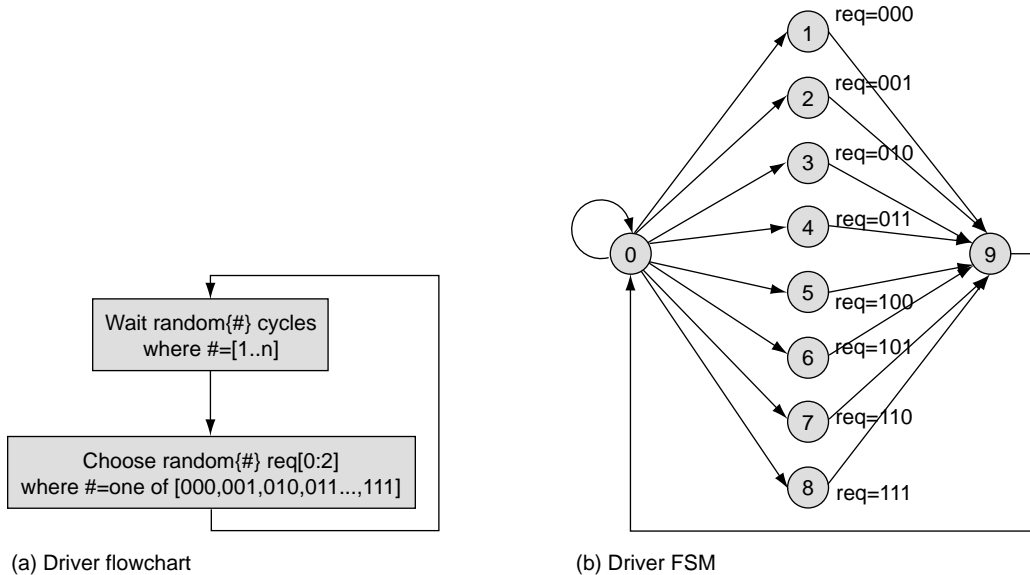 Wait random{#} cycles
where #=[1..n]
Choose random{#} req[0:2]
where #=one of [000,001,010,011...,111]
(a) Driver flowchart
0
1
req=000
2
req=001
3
req=010
4
req=011
5
req=100
6
req=101
7
req=110
8
req=111
9
(b) Driver FSM